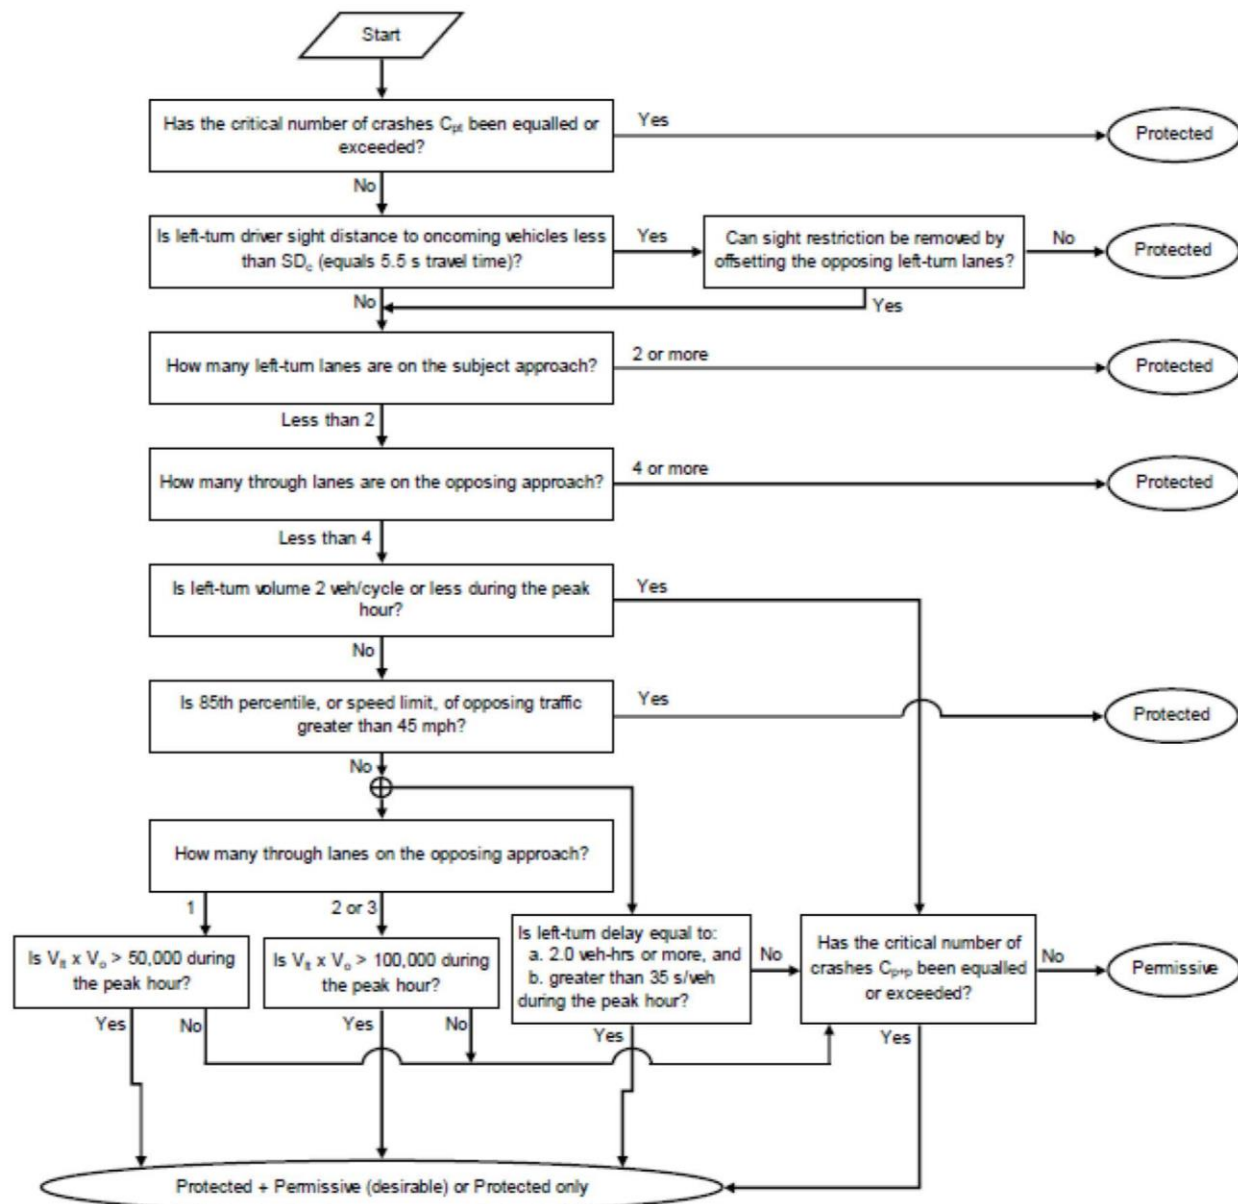 Start
Has the critical number of crashes Cpt been equalled or
exceeded?
Yes
Protected
No
Is left-turn driver sight distance to oncoming vehicles less
than SDc (equals 5.5 s travel time)?
Yes
Can sight restriction be removed by
offsetting the opposing left-turn lanes?
No
Protected
No
Yes
How many left-turn lanes are on the subject approach?
2 or more
Protected
Less than 2
How many through lanes are on the opposing approach?
4 or more
Protected
Less than 4
Is left-turn volume 2 veh/cycle or less during the peak
hour?
Yes
No
Is 85th percentile, or speed limit, of opposing traffic
greater than 45 mph?
Yes
Protected
No
How many through lanes on the opposing approach?
1
2 or 3
Is Vlt x Vo > 50,000 during
the peak hour?
Yes
No
Is Vlt x Vo > 100,000 during
the peak hour?
Yes
No
Is left-turn delay equal to:
a. 2.0 veh-hrs or more, and
b. greater than 35 s/veh
during the peak hour?
No
Yes
Has the critical number of
crashes Cp+p been equalled
or exceeded?
No
Permissive
Yes
Protected + Permissive (desirable) or Protected only